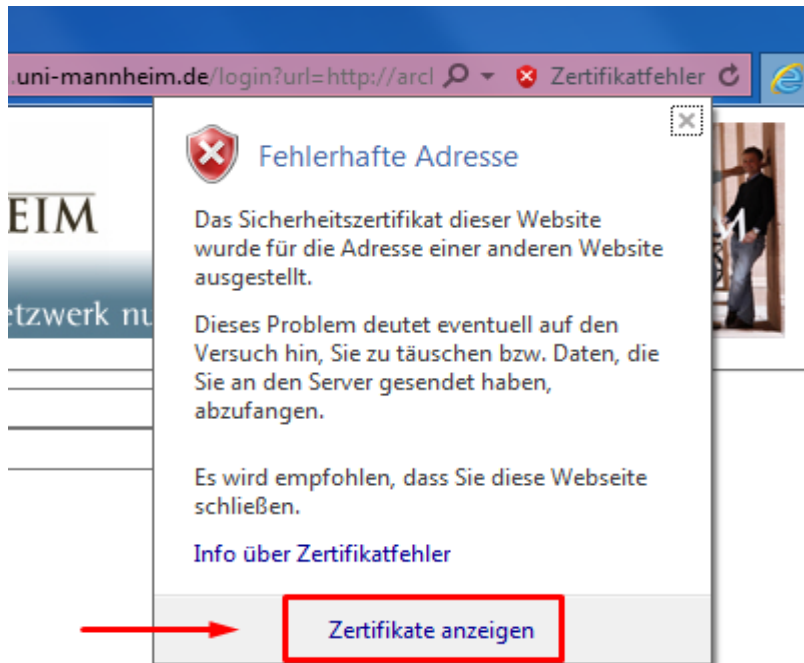 .uni-mannheim.de/login?url=http://arcl Zertifikatfehler
Fehlerhafte Adresse
EIM
Das Sicherheitszertifikat dieser Website
wurde für die Adresse einer anderen Website
ausgestellt.
etzwerk nu
Dieses Problem deutet eventuell auf den
Versuch hin, Sie zu täuschen bzw. Daten, die
Sie an den Server gesendet haben,
abzufangen.
Es wird empfohlen, dass Sie diese Webseite
schließen.
Info über Zertifikatfehler
Zertifikate anzeigen